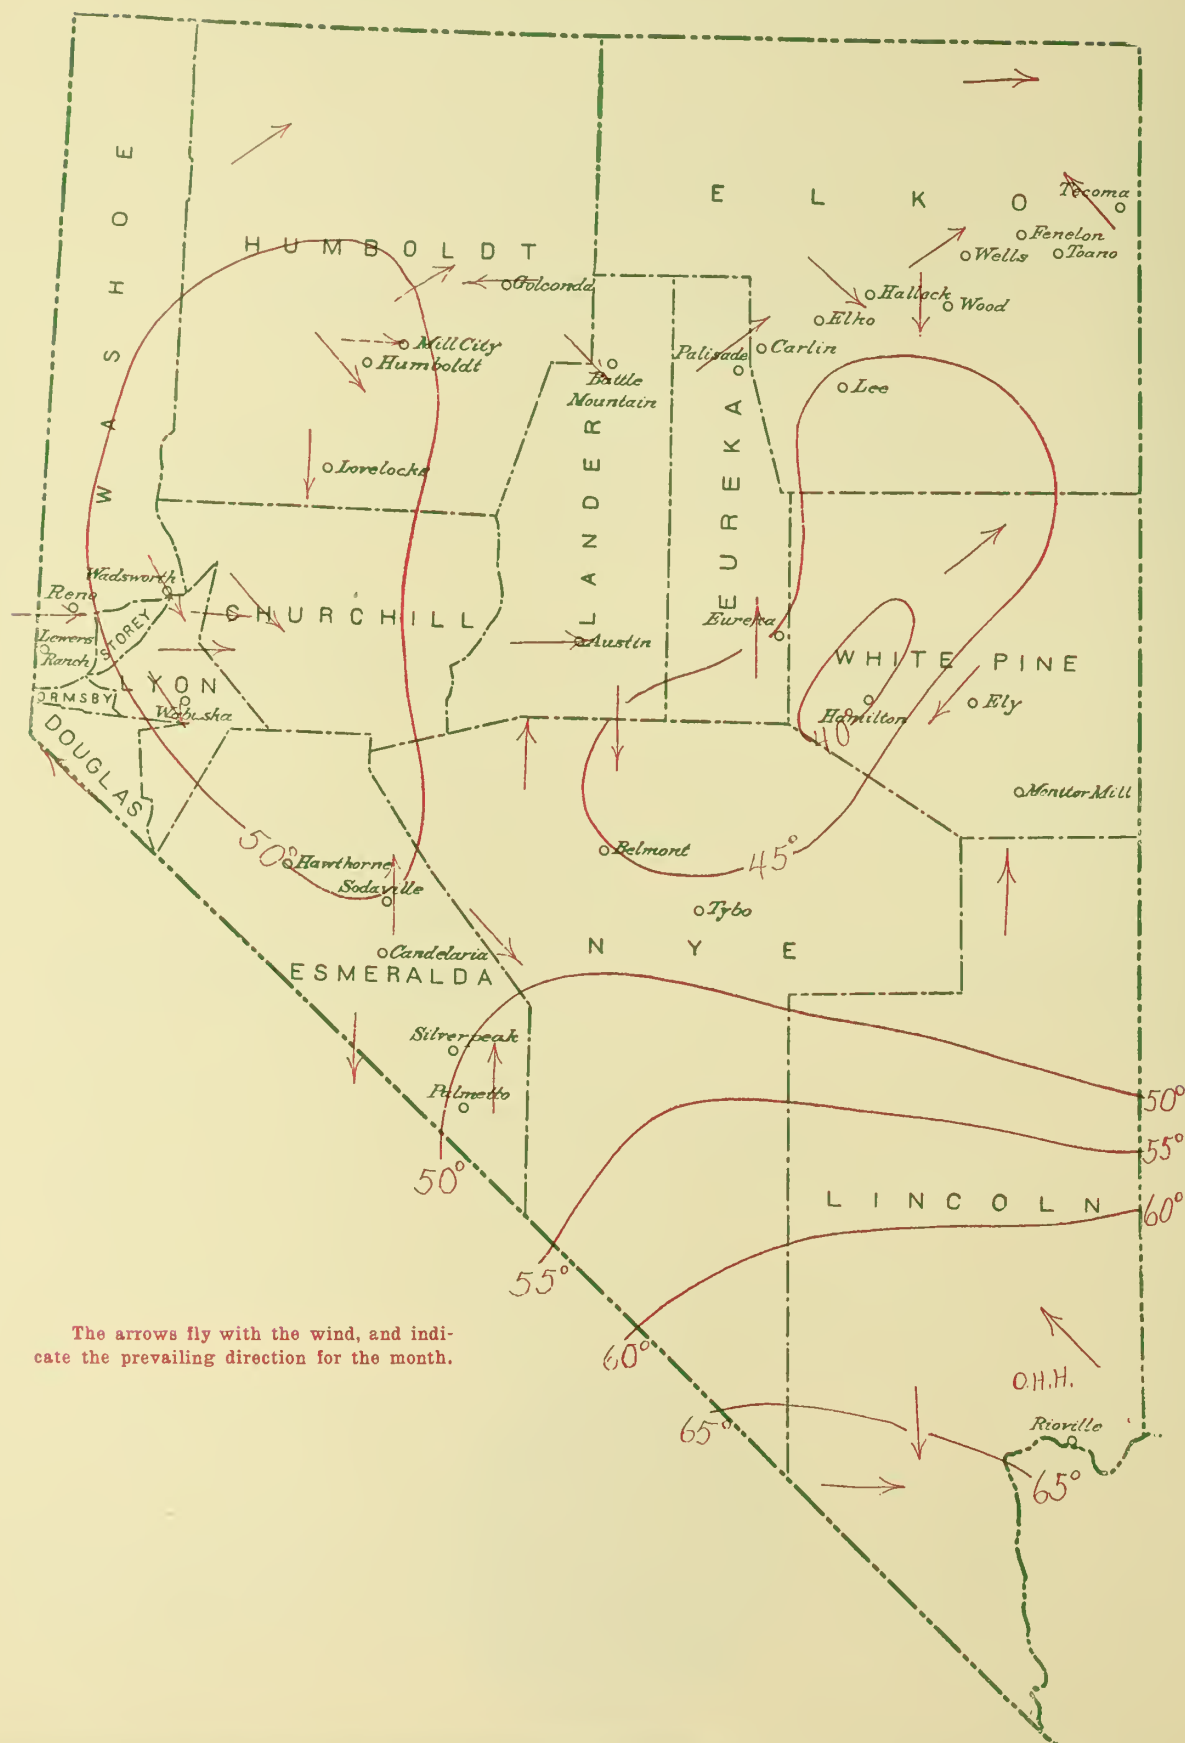 WASHOE
HUMBOLDT
ELKO
Tecoma
Fenelon
Wells
Toano
Golconda
Hallock
Wood
Elko
Mill City
Humboldt
Palisade
Carlin
Battle
Mountain
Lee
LANDER
EUREKA
Lovelocks
Wadsworth
Reno
CHURCHILL
STOREY
Lewers
Ranch
Austin
Eureka
WHITE PINE
LYON
ORMSBY
Wabuska
Hamilton
Ely
40°
DOUGLAS
Monitor Mill
50°
Hawthorne
Sodaville
Belmont
45°
Tybo
NYE
Candelaria
ESMERALDA
Silverpeak
Palmetto
50°
50°
55°
55°
LINCOLN
60°
60°
The arrows fly with the wind, and indi-
cate the prevailing direction for the month.
O.H.H.
65°
Rioville
65°